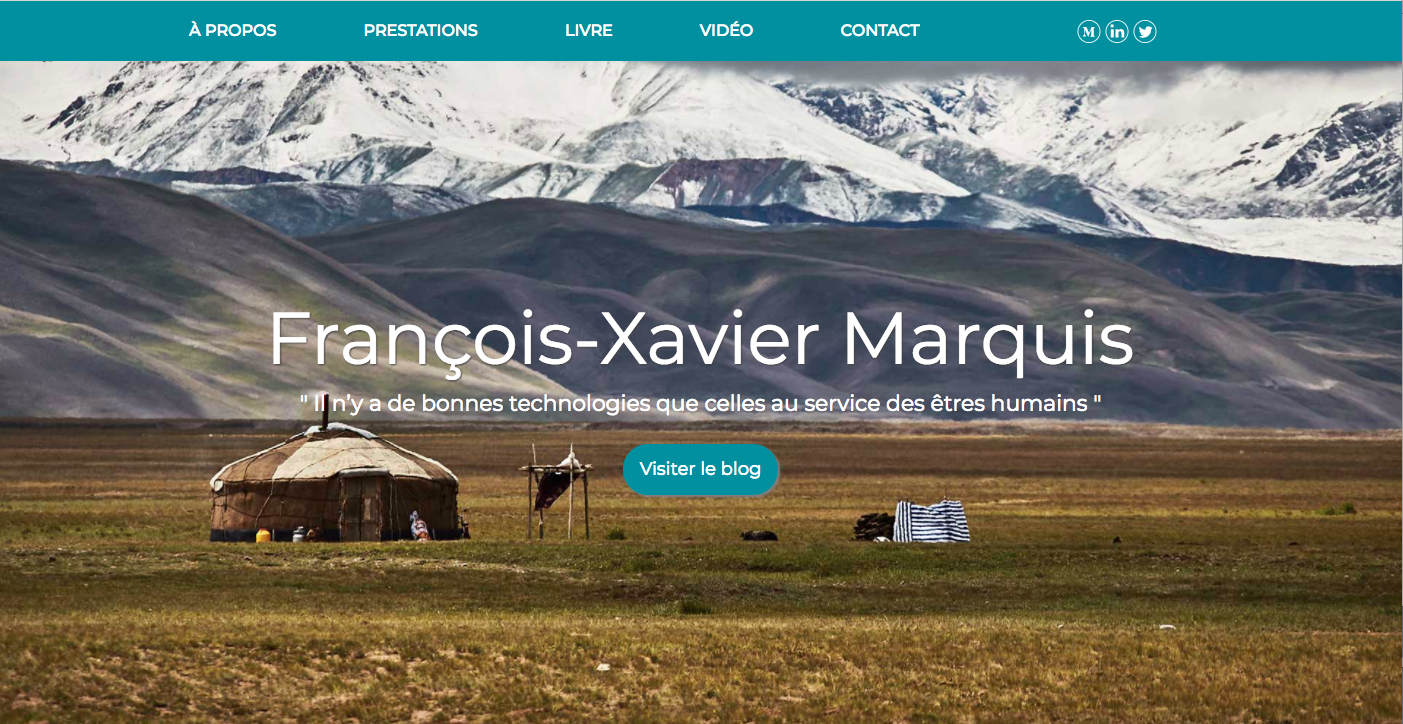 À PROPOS PRESTATIONS LIVRE VIDÉO CONTACT M in
François-Xavier Marquis
" Il n'y a de bonnes technologies que celles au service des êtres humains "
Visiter le blog